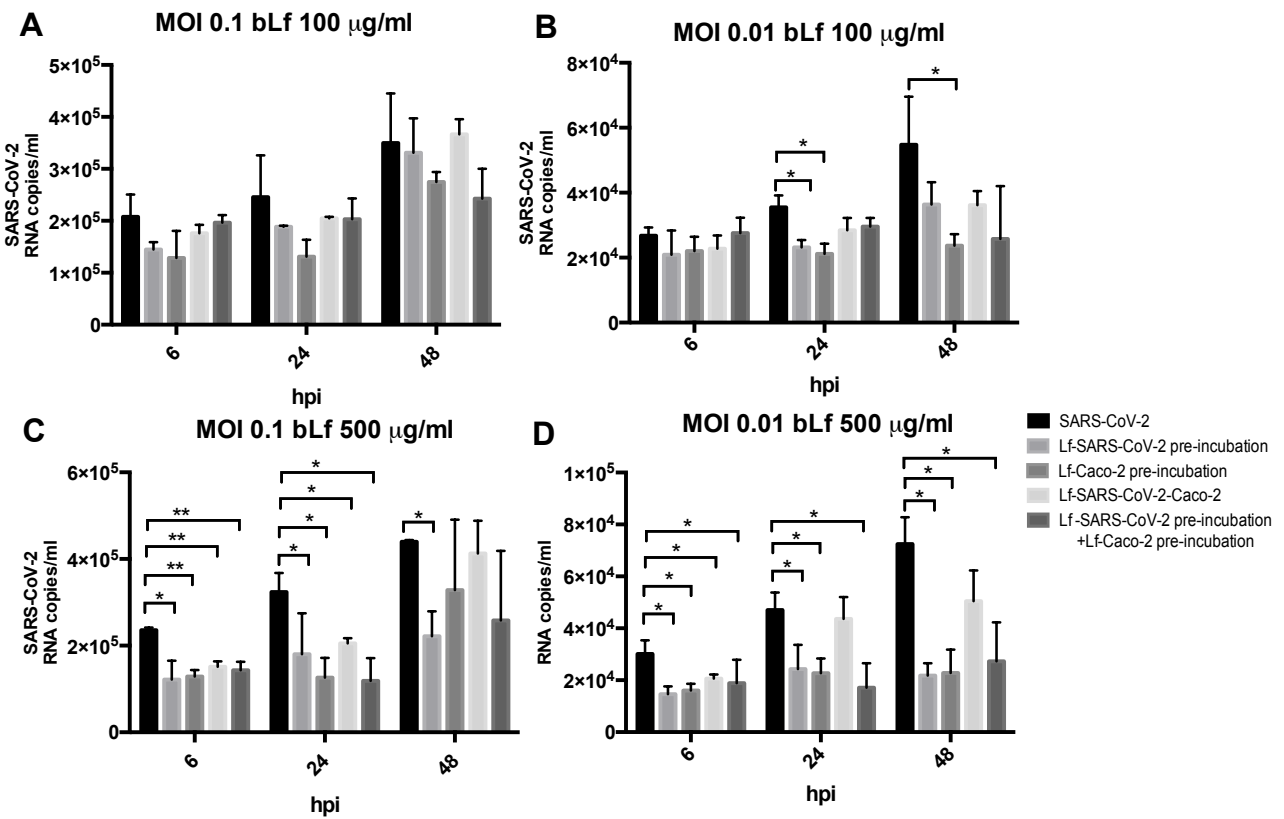 A
MOI 0.1 bLf 100 μg/ml
SARS-CoV-2
RNA copies/ml
5×10⁵
4×10⁵
3×10⁵
2×10⁵
1×10⁵
0
6
24
48
hpi
B
MOI 0.01 bLf 100 μg/ml
SARS-CoV-2
RNA copies/ml
8×10⁴
6×10⁴
4×10⁴
2×10⁴
0
*
*
*
6
24
48
hpi
C
MOI 0.1 bLf 500 μg/ml
SARS-CoV-2
RNA copies/ml
6×10⁵
4×10⁵
2×10⁵
0
**
**
**
*
*
*
*
*
*
6
24
48
hpi
D
MOI 0.01 bLf 500 μg/ml
RNA copies/ml
1×10⁵
8×10⁴
6×10⁴
4×10⁴
2×10⁴
0
*
*
*
*
*
*
*
*
*
*
6
24
48
hpi
SARS-CoV-2
Lf-SARS-CoV-2 pre-incubation
Lf-Caco-2 pre-incubation
Lf-SARS-CoV-2-Caco-2
Lf -SARS-CoV-2 pre-incubation
+Lf-Caco-2 pre-incubation